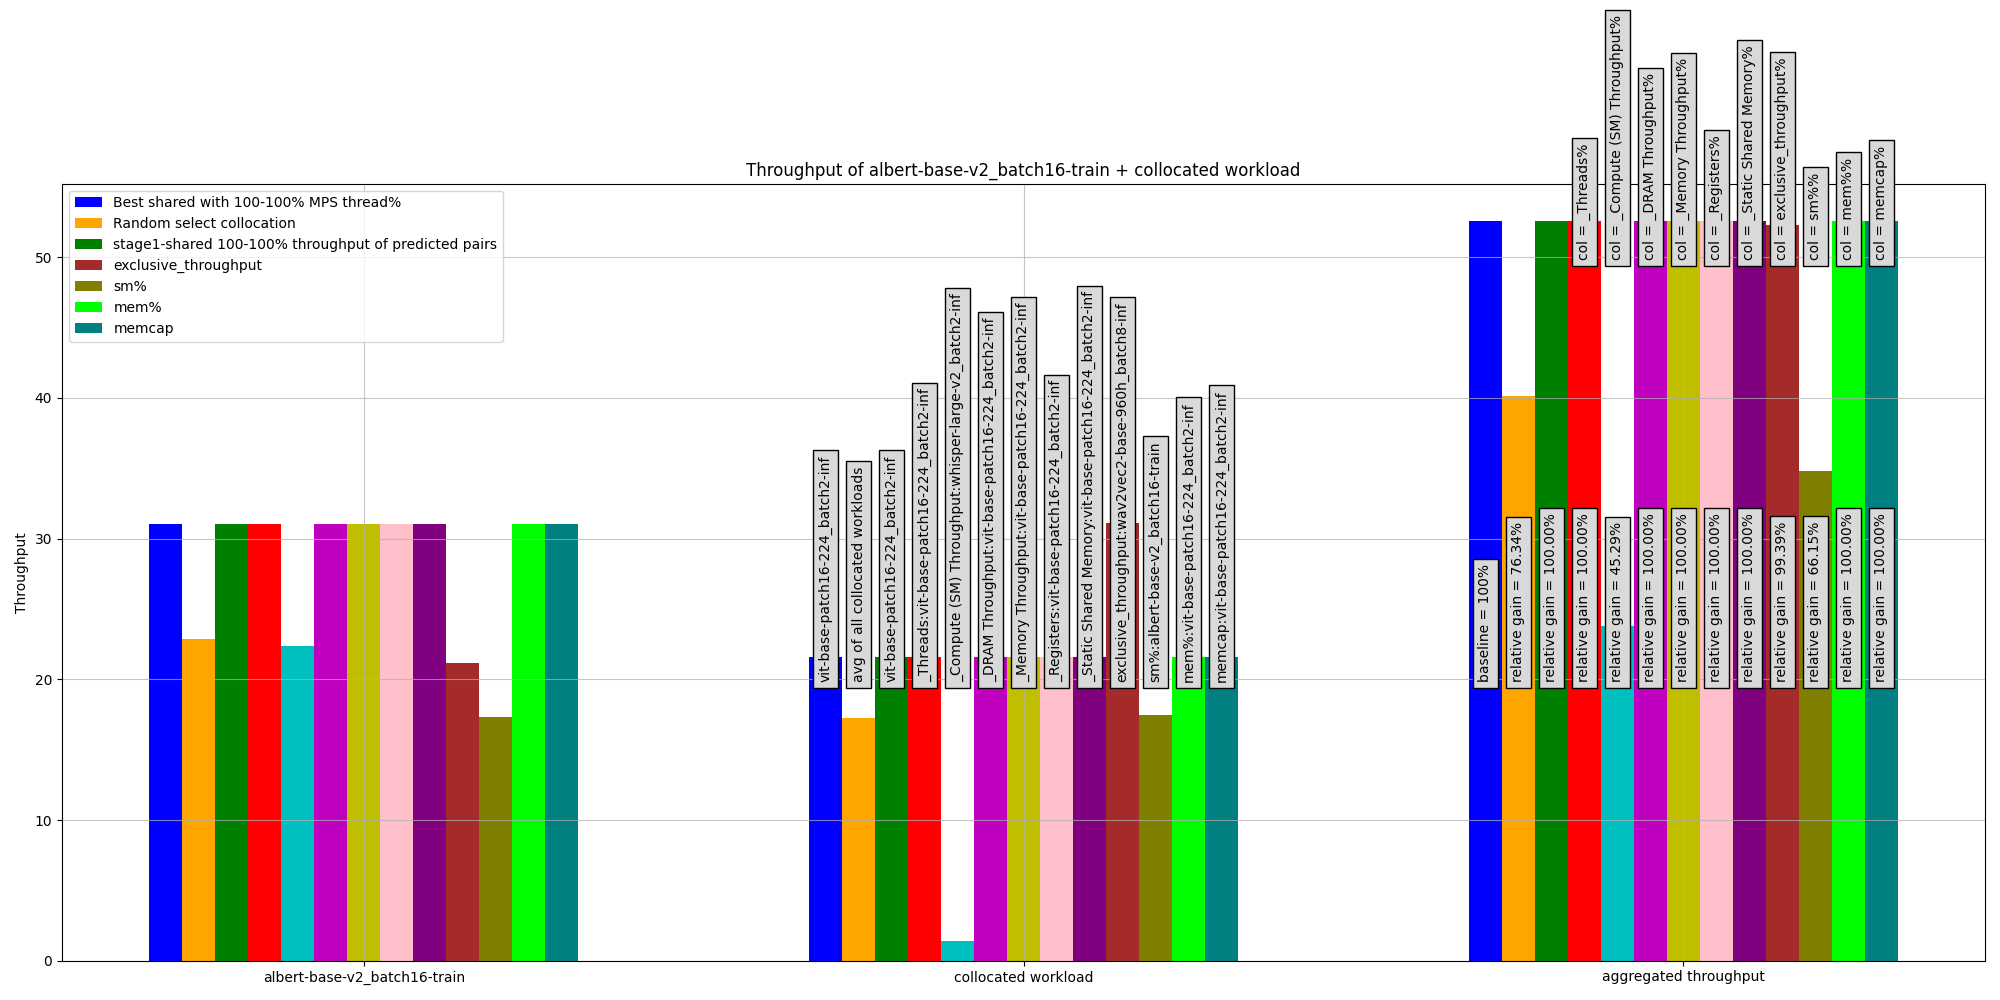 Throughput of albert-base-v2_batch16-train + collocated workload
Throughput
50
40
30
20
10
0
Best shared with 100-100% MPS thread%
Random select collocation
stage1-shared 100-100% throughput of predicted pairs
exclusive_throughput
sm%
mem%
memcap
vit-base-patch16-224_batch2-inf
avg of all collocated workloads
vit-base-patch16-224_batch2-inf
_Threads:vit-base-patch16-224_batch2-inf
_Compute (SM) Throughput:whisper-large-v2_batch2-inf
_DRAM Throughput:vit-base-patch16-224_batch2-inf
_Memory Throughput:vit-base-patch16-224_batch2-inf
_Registers:vit-base-patch16-224_batch2-inf
_Static Shared Memory:vit-base-patch16-224_batch2-inf
exclusive_throughput:wav2vec2-base-960h_batch8-inf
sm%:albert-base-v2_batch16-train
mem%:vit-base-patch16-224_batch2-inf
memcap:vit-base-patch16-224_batch2-inf
col = _Threads%
col = _Compute (SM) Throughput%
col = _DRAM Throughput%
col = _Memory Throughput%
col = _Registers%
col = _Static Shared Memory%
col = exclusive_throughput%
col = sm%%
col = mem%%
col = memcap%
baseline = 100%
relative gain = 76.34%
relative gain = 100.00%
relative gain = 100.00%
relative gain = 45.29%
relative gain = 100.00%
relative gain = 100.00%
relative gain = 100.00%
relative gain = 100.00%
relative gain = 99.39%
relative gain = 66.15%
relative gain = 100.00%
relative gain = 100.00%
albert-base-v2_batch16-train
collocated workload
aggregated throughput